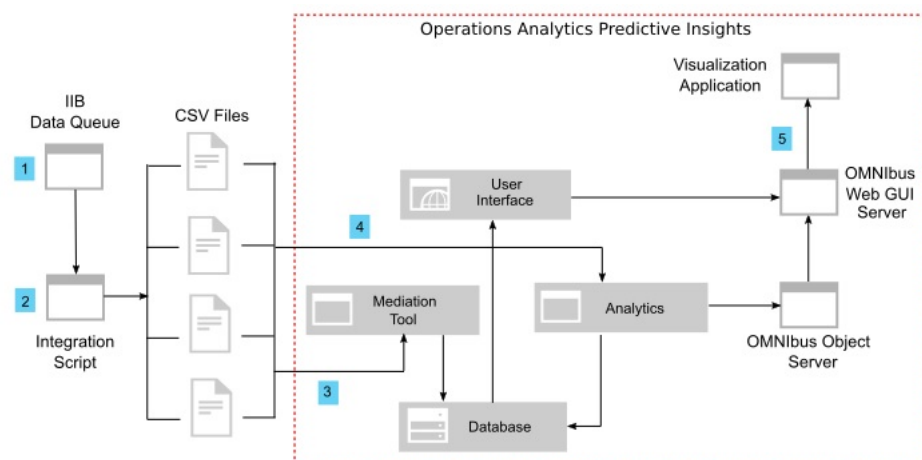 Operations Analytics Predictive Insights
Visualization
Application
IIB
Data Queue
CSV Files
1
5
User
Interface
OMNIbus
Web GUI
Server
4
2
Mediation
Tool
Analytics
Integration
Script
OMNIbus Object
Server
3
Database